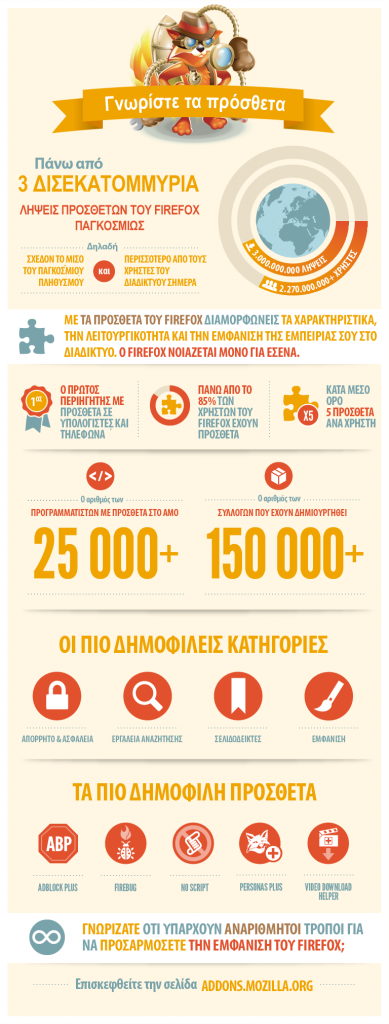 Γνωρίστε τα πρόσθετα
Πάνω από
3 ΔΙΣΕΚΑΤΟΜΜΥΡΙΑ
ΛΗΨΕΙΣ ΠΡΟΣΘΕΤΩΝ ΤΟΥ FIREFOX
ΠΑΓΚΟΣΜΙΩΣ
Δηλαδή
ΣΧΕΔΟΝ ΤΟ ΜΙΣΟ
ΤΟΥ ΠΑΓΚΟΣΜΙΟΥ
ΠΛΗΘΥΣΜΟΥ
και
ΠΕΡΙΣΣΟΤΕΡΟ ΑΠΟ ΤΟΥΣ
ΧΡΗΣΤΕΣ ΤΟΥ
ΔΙΑΔΙΚΤΥΟΥ ΣΗΜΕΡΑ
3.000.000.000 ΛΗΨΕΙΣ
2.270.000.000+ ΧΡΗΣΤΕΣ
ΜΕ ΤΑ ΠΡΟΣΘΕΤΑ ΤΟΥ FIREFOX ΔΙΑΜΟΡΦΩΝΕΙΣ ΤΑ ΧΑΡΑΚΤΗΡΙΣΤΙΚΑ,
ΤΗΝ ΛΕΙΤΟΥΡΓΙΚΟΤΗΤΑ ΚΑΙ ΤΗΝ ΕΜΦΑΝΙΣΗ ΤΗΣ ΕΜΠΕΙΡΙΑΣ ΣΟΥ ΣΤΟ
ΔΙΑΔΙΚΤΥΟ. Ο FIREFOX ΝΟΙΑΖΕΤΑΙ ΜΟΝΟ ΓΙΑ ΕΣΕΝΑ.
1ος
Ο ΠΡΩΤΟΣ
ΠΕΡΙΗΓΗΤΗΣ ΜΕ
ΠΡΟΣΘΕΤΑ ΣΕ
ΥΠΟΛΟΓΙΣΤΕΣ ΚΑΙ
ΤΗΛΕΦΩΝΑ
ΠΑΝΩ ΑΠΟ ΤΟ
85% ΤΩΝ
ΧΡΗΣΤΩΝ ΤΟΥ
FIREFOX ΕΧΟΥΝ
ΠΡΟΣΘΕΤΑ
X5
ΚΑΤΑ ΜΕΣΟ
ΟΡΟ
5 ΠΡΟΣΘΕΤΑ
ΑΝΑ ΧΡΗΣΤΗ
</>
Ο αριθμός των
ΠΡΟΓΡΑΜΜΑΤΙΣΤΩΝ ΜΕ ΠΡΟΣΘΕΤΑ ΣΤΟ AMO
25 000+
Ο αριθμός των
ΣΥΛΛΟΓΩΝ ΠΟΥ ΕΧΟΥΝ ΔΗΜΙΟΥΡΓΗΘΕΙ
150 000+
ΟΙ ΠΙΟ ΔΗΜΟΦΙΛΕΙΣ ΚΑΤΗΓΟΡΙΕΣ
ΑΠΟΡΡΗΤΟ & ΑΣΦΑΛΕΙΑ
ΕΡΓΑΛΕΙΑ ΑΝΑΖΗΤΗΣΗΣ
ΣΕΛΙΔΟΔΕΙΚΤΕΣ
ΕΜΦΑΝΙΣΗ
ΤΑ ΠΙΟ ΔΗΜΟΦΙΛΗ ΠΡΟΣΘΕΤΑ
ABP
ADBLOCK PLUS
FIREBUG
NO SCRIPT
PERSONAS PLUS
VIDEO DOWNLOAD
HELPER
ΓΝΩΡΙΖΑΤΕ ΟΤΙ ΥΠΑΡΧΟΥΝ ΑΝΑΡΙΘΜΗΤΟΙ ΤΡΟΠΟΙ ΓΙΑ
ΝΑ ΠΡΟΣΑΡΜΟΣΕΤΕ ΤΗΝ ΕΜΦΑΝΙΣΗ ΤΟΥ FIREFOX;
Επισκεφθείτε την σελίδα ADDONS.MOZILLA.ORG